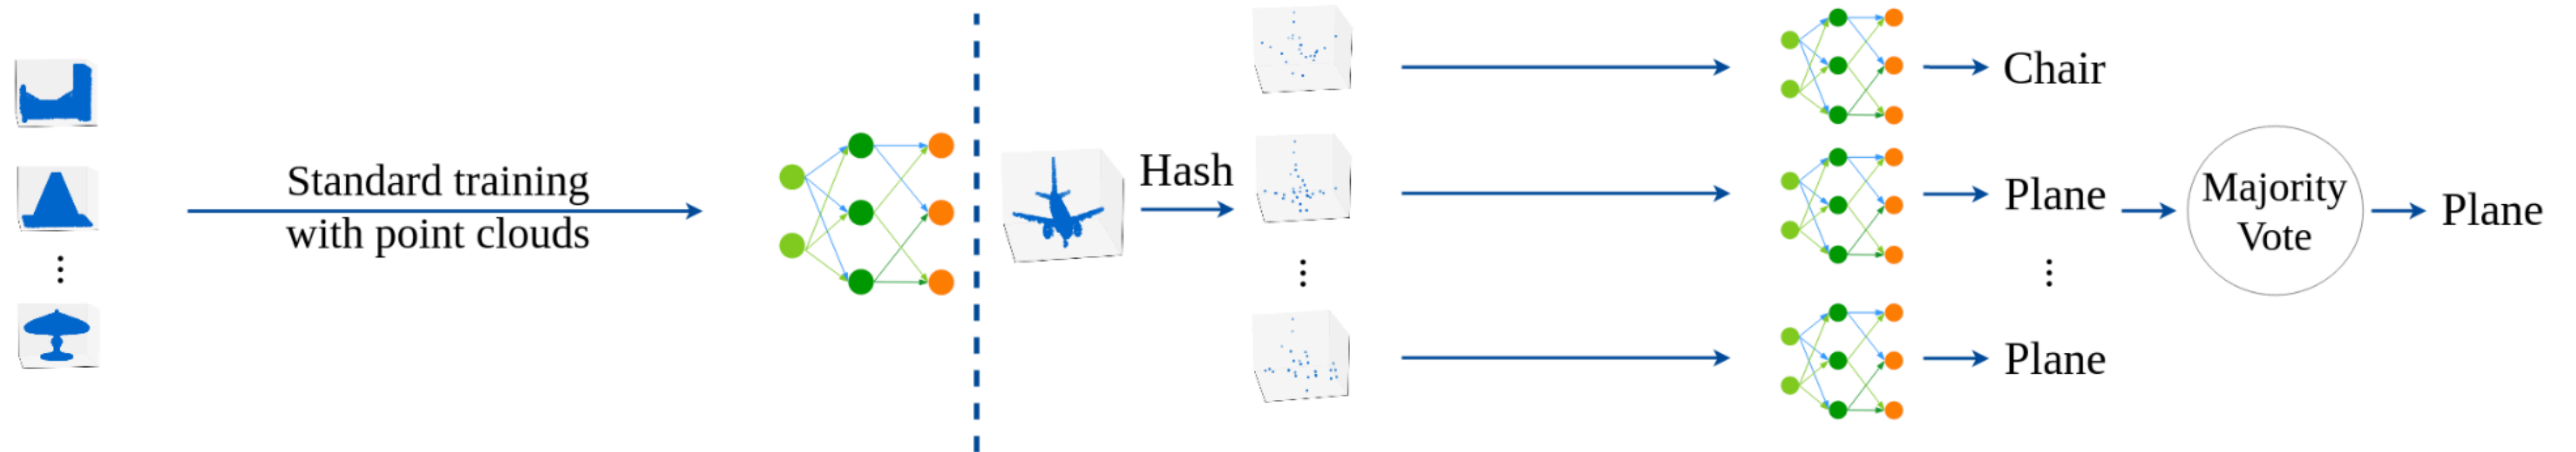 Standard training
with point clouds
Hash
Chair
Plane
⋮
Plane
Majority
Vote
Plane